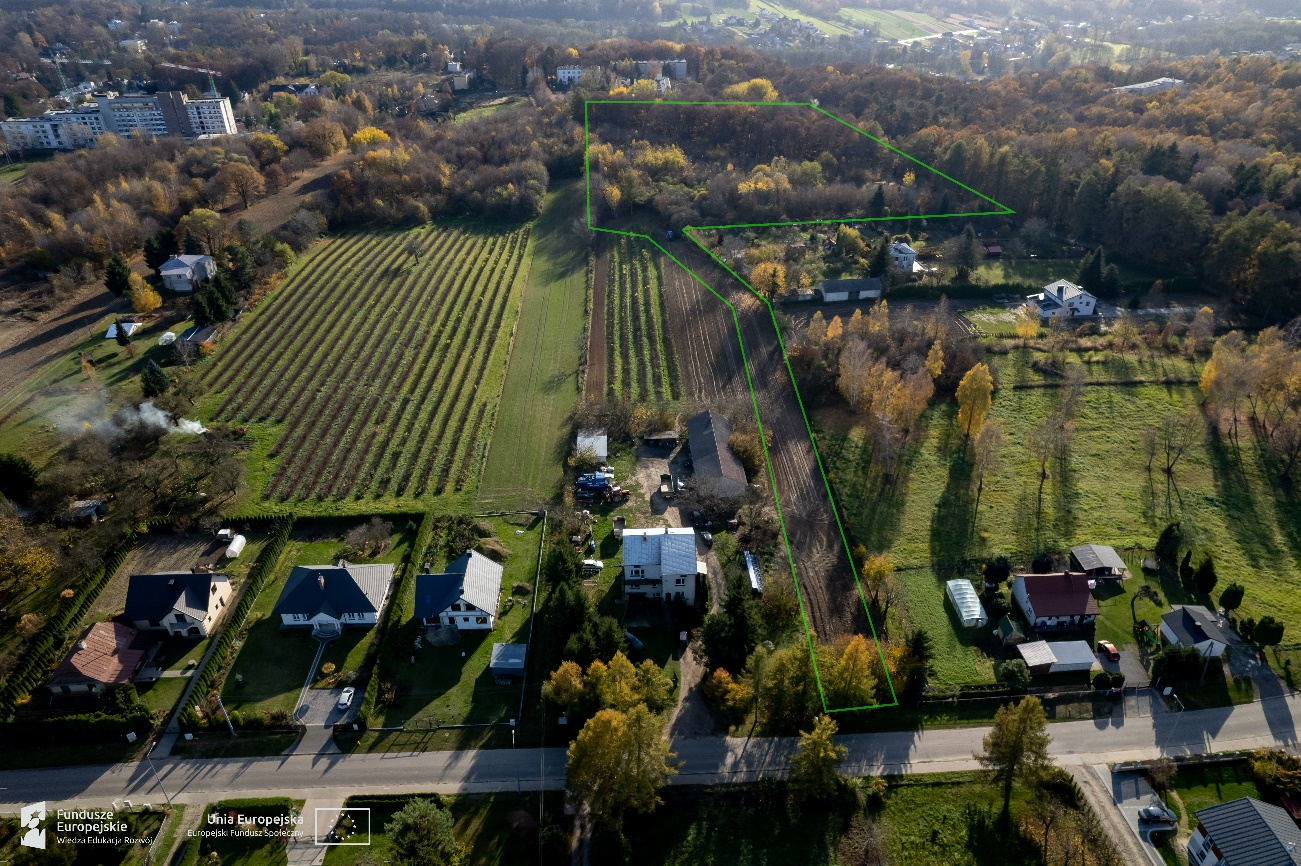 Fundusze
Europejskie
Wiedza Edukacja Rozwój
Unia Europejska
Europejski Fundusz Społeczny